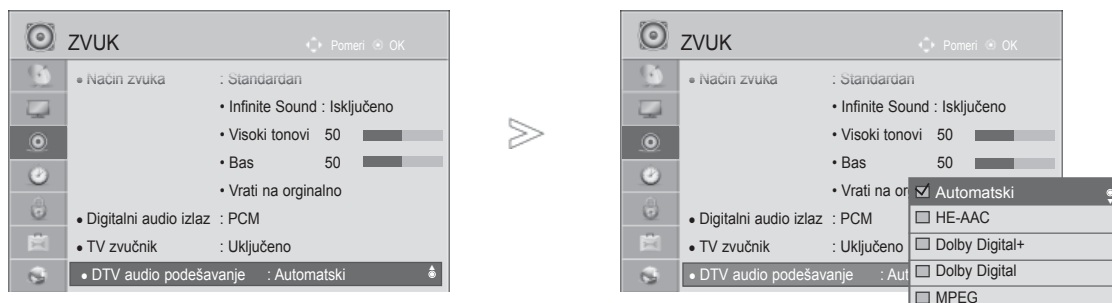 ZVUK
Pomeri OK
• Način zvuka : Standardan
• Infinite Sound : Isključeno
• Visoki tonovi 50
• Bas 50
• Vrati na orginalno
• Digitalni audio izlaz : PCM
• TV zvučnik : Uključeno
• DTV audio podešavanje : Automatski
ZVUK
Pomeri OK
• Način zvuka : Standardan
• Infinite Sound : Isključeno
• Visoki tonovi 50
• Bas 50
• Vrati na or
• Digitalni audio izlaz : PCM
• TV zvučnik : Uključeno
• DTV audio podešavanje : Aut
Automatski
HE-AAC
Dolby Digital+
Dolby Digital
MPEG